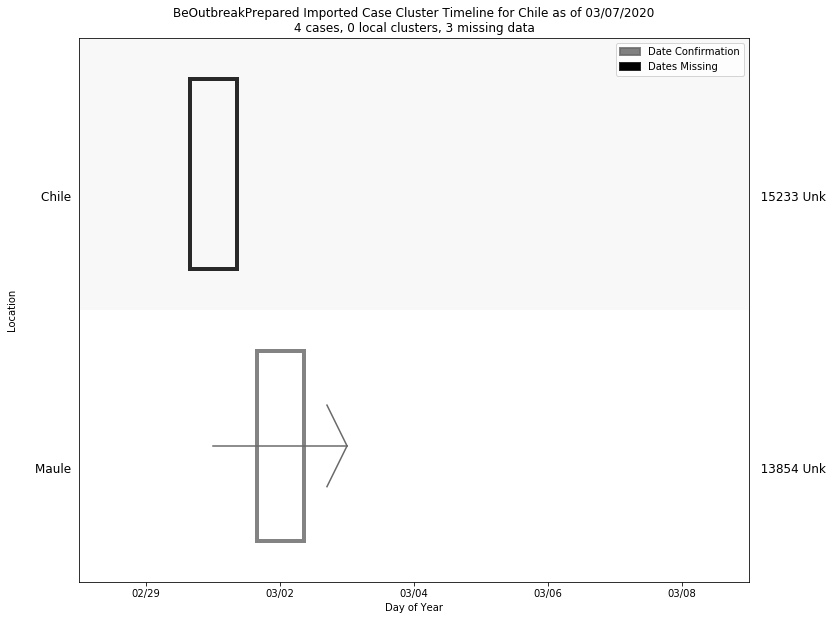 BeOutbreakPrepared Imported Case Cluster Timeline for Chile as of 03/07/2020
4 cases, 0 local clusters, 3 missing data
Date Confirmation
Dates Missing
Chile
15233 Unk
Location
Maule
13854 Unk
02/29
03/02
03/04
03/06
03/08
Day of Year